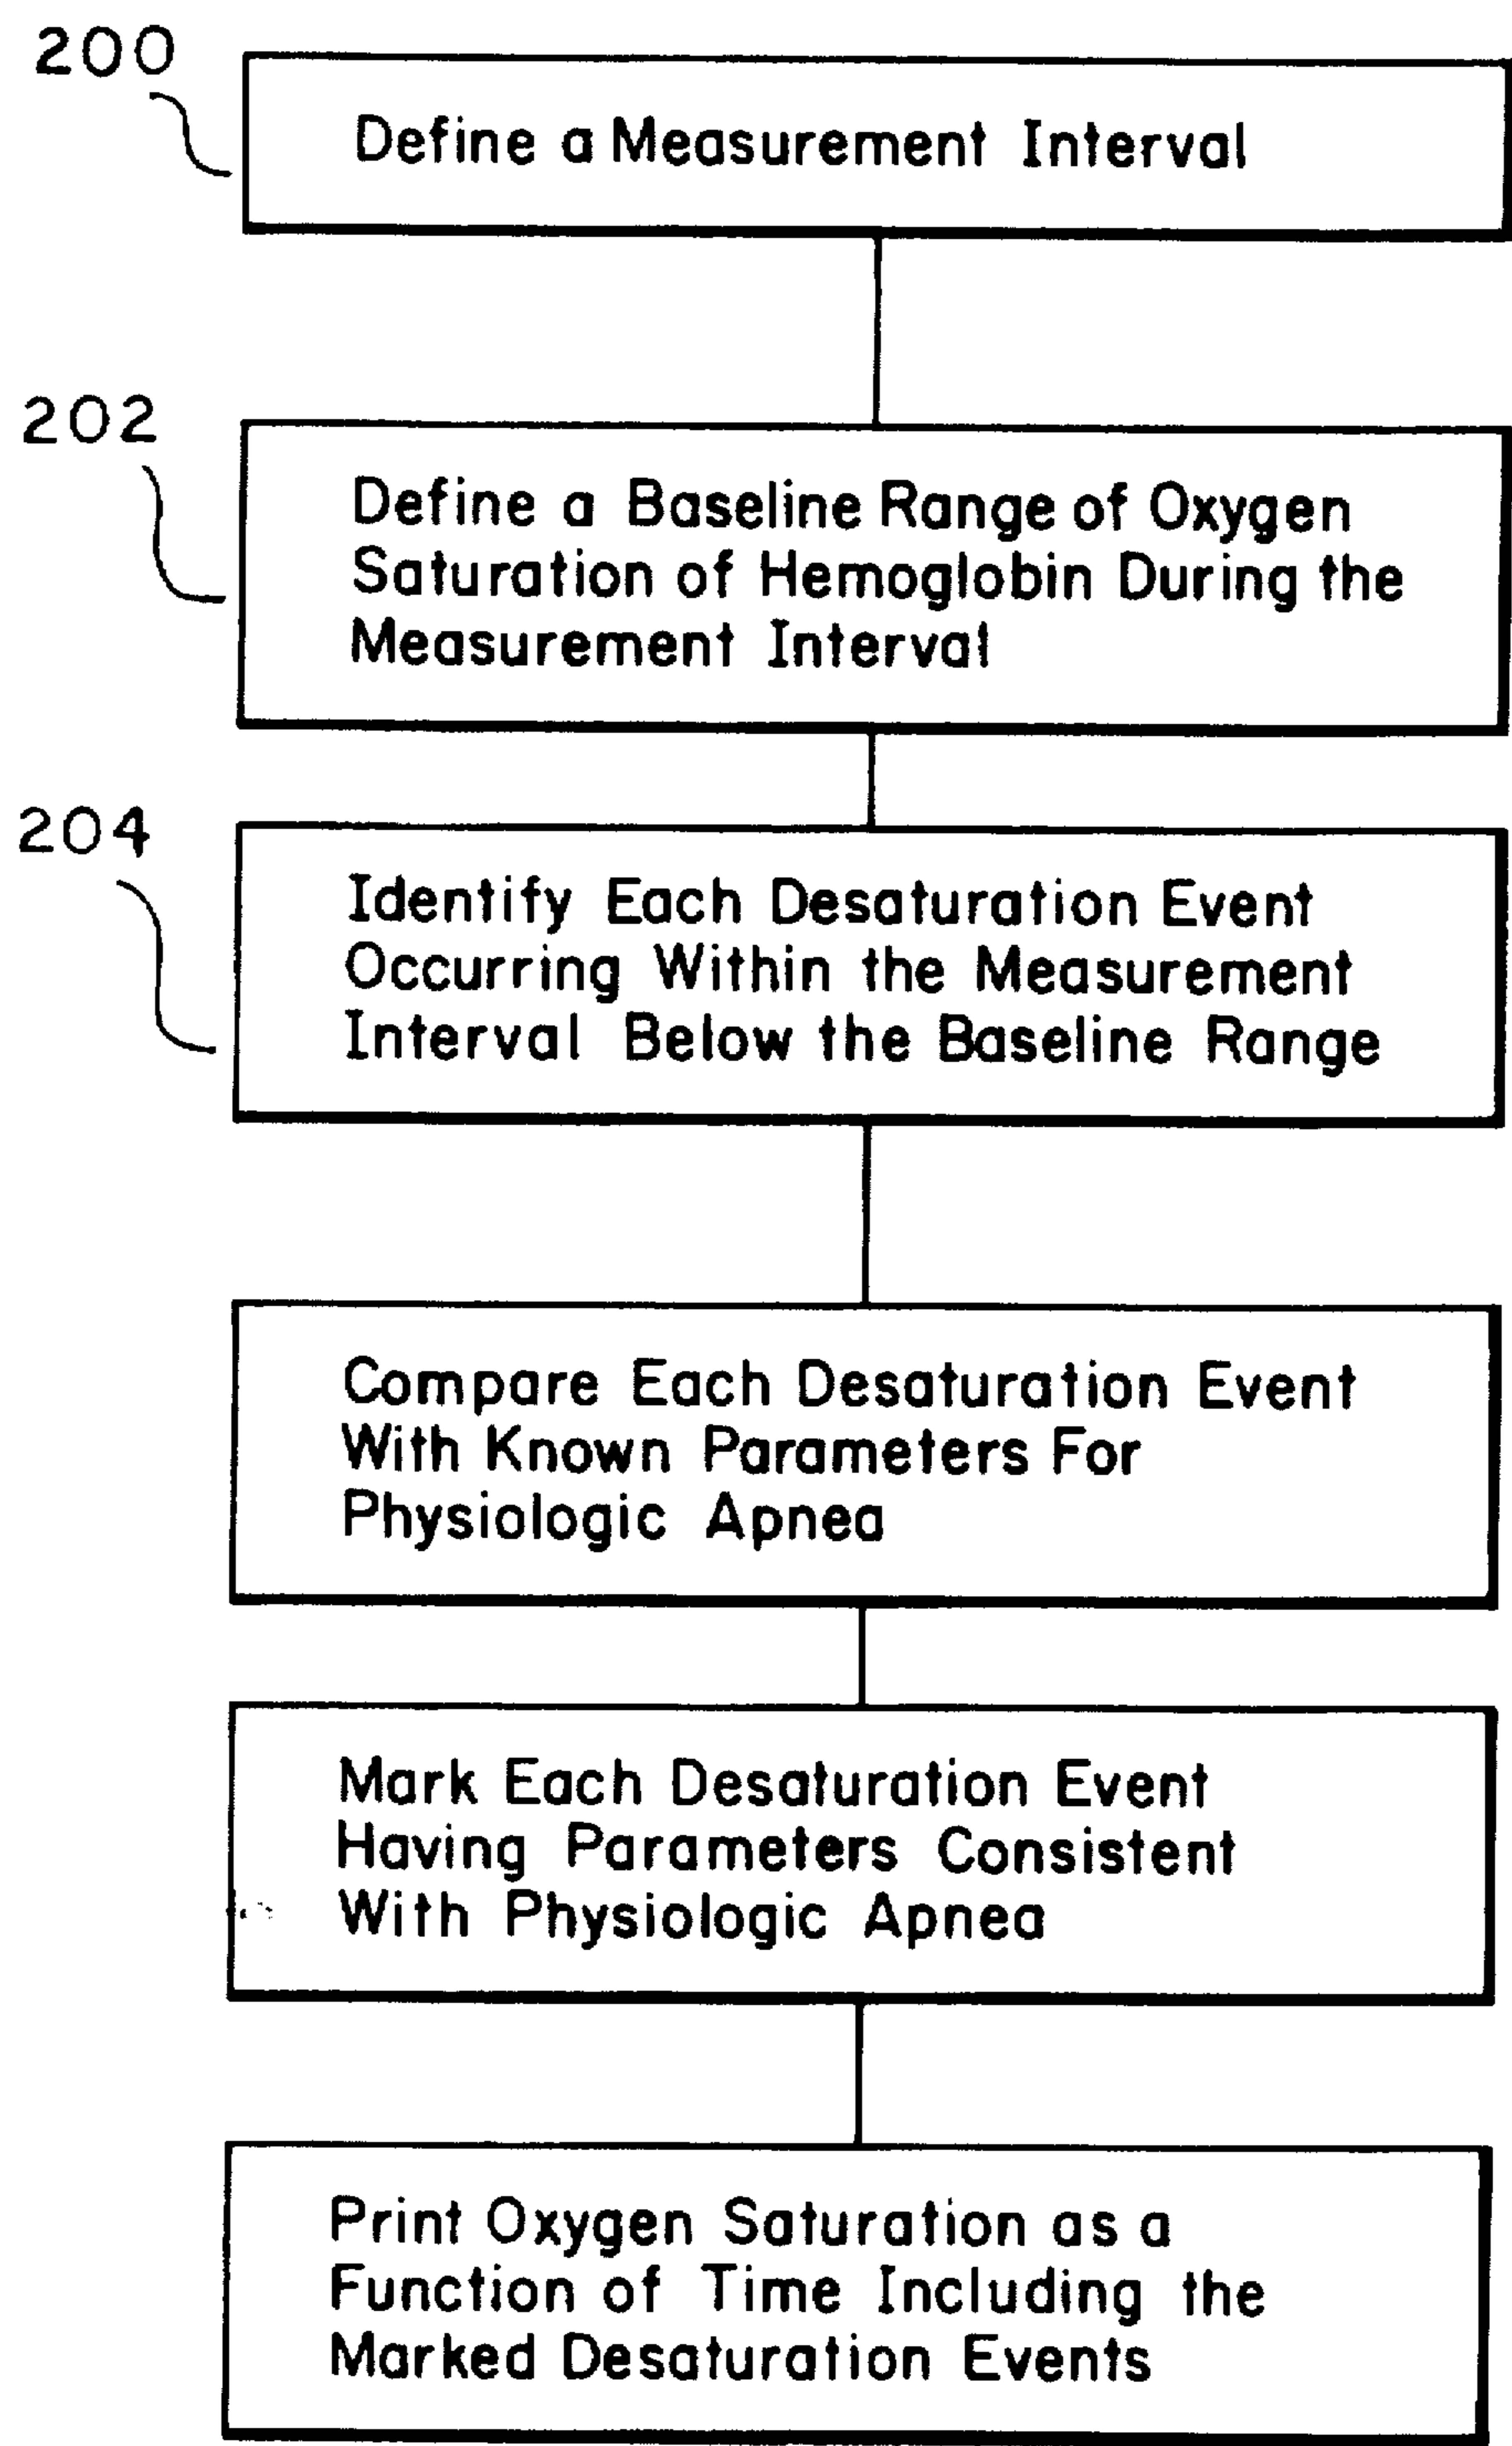 200
Define a Measurement Interval
202
Define a Baseline Range of Oxygen
Saturation of Hemoglobin During the
Measurement Interval
204
Identify Each Desaturation Event
Occurring Within the Measurement
Interval Below the Baseline Range
Compare Each Desaturation Event
With Known Parameters For
Physiologic Apnea
Mark Each Desaturation Event
Having Parameters Consistent
With Physiologic Apnea
Print Oxygen Saturation as a
Function of Time Including the
Marked Desaturation Events